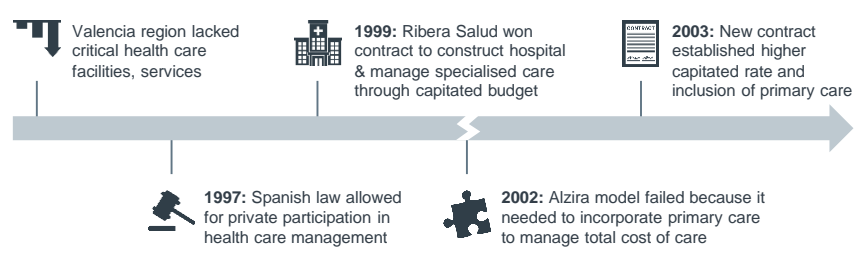 Valencia region lacked
critical health care
facilities, services
1999: Ribera Salud won
contract to construct hospital
& manage specialised care
through capitated budget
CONTRACT
2003: New contract
established higher
capitated rate and
inclusion of primary care
1997: Spanish law allowed
for private participation in
health care management
2002: Alzira model failed because it
needed to incorporate primary care
to manage total cost of care